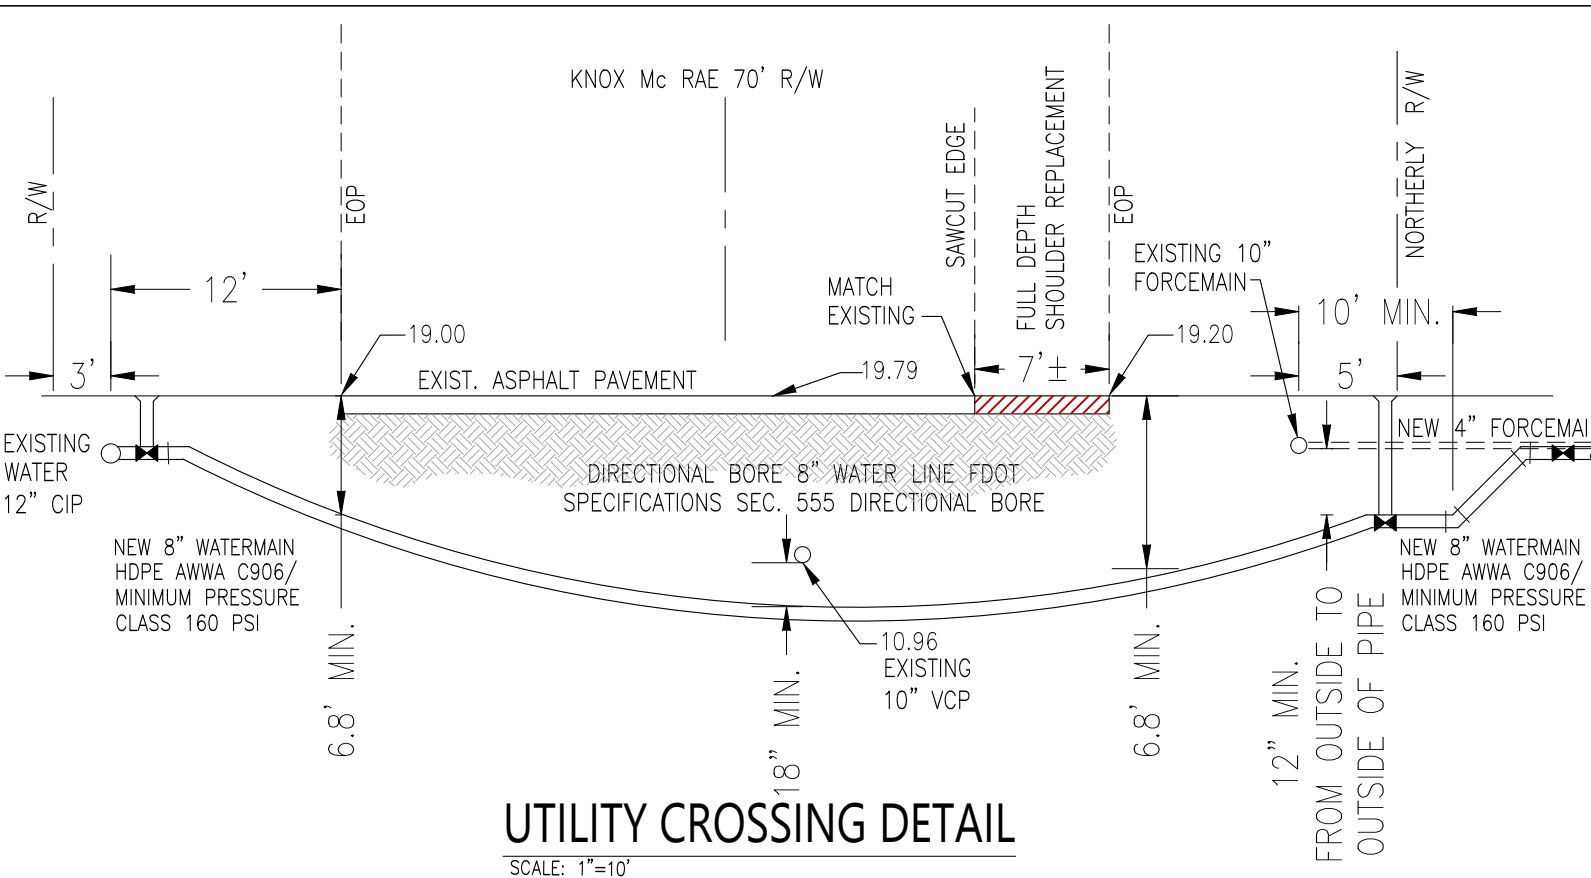 KNOX Mc RAE 70' R/W
R/W
EOP
SAWCUT EDGE
FULL DEPTH
SHOULDER REPLACEMENT
EOP
NORTHERLY R/W
EXISTING 10"
FORCEMAIN
12'
MATCH
EXISTING
10' MIN.
19.00
19.20
3'
EXIST. ASPHALT PAVEMENT
19.79
7'±
5'
EXISTING
WATER
12" CIP
NEW 4" FORCEMAI
DIRECTIONAL BORE 8" WATER LINE FDOT
SPECIFICATIONS SEC. 555 DIRECTIONAL BORE
NEW 8" WATERMAIN
HDPE AWWA C906/
MINIMUM PRESSURE
CLASS 160 PSI
NEW 8" WATERMAIN
HDPE AWWA C906/
MINIMUM PRESSURE
CLASS 160 PSI
6.8' MIN.
18" MIN.
10.96
EXISTING
10" VCP
6.8' MIN.
12" MIN.
FROM OUTSIDE TO
OUTSIDE OF PIPE
UTILITY CROSSING DETAIL
SCALE: 1"=10'